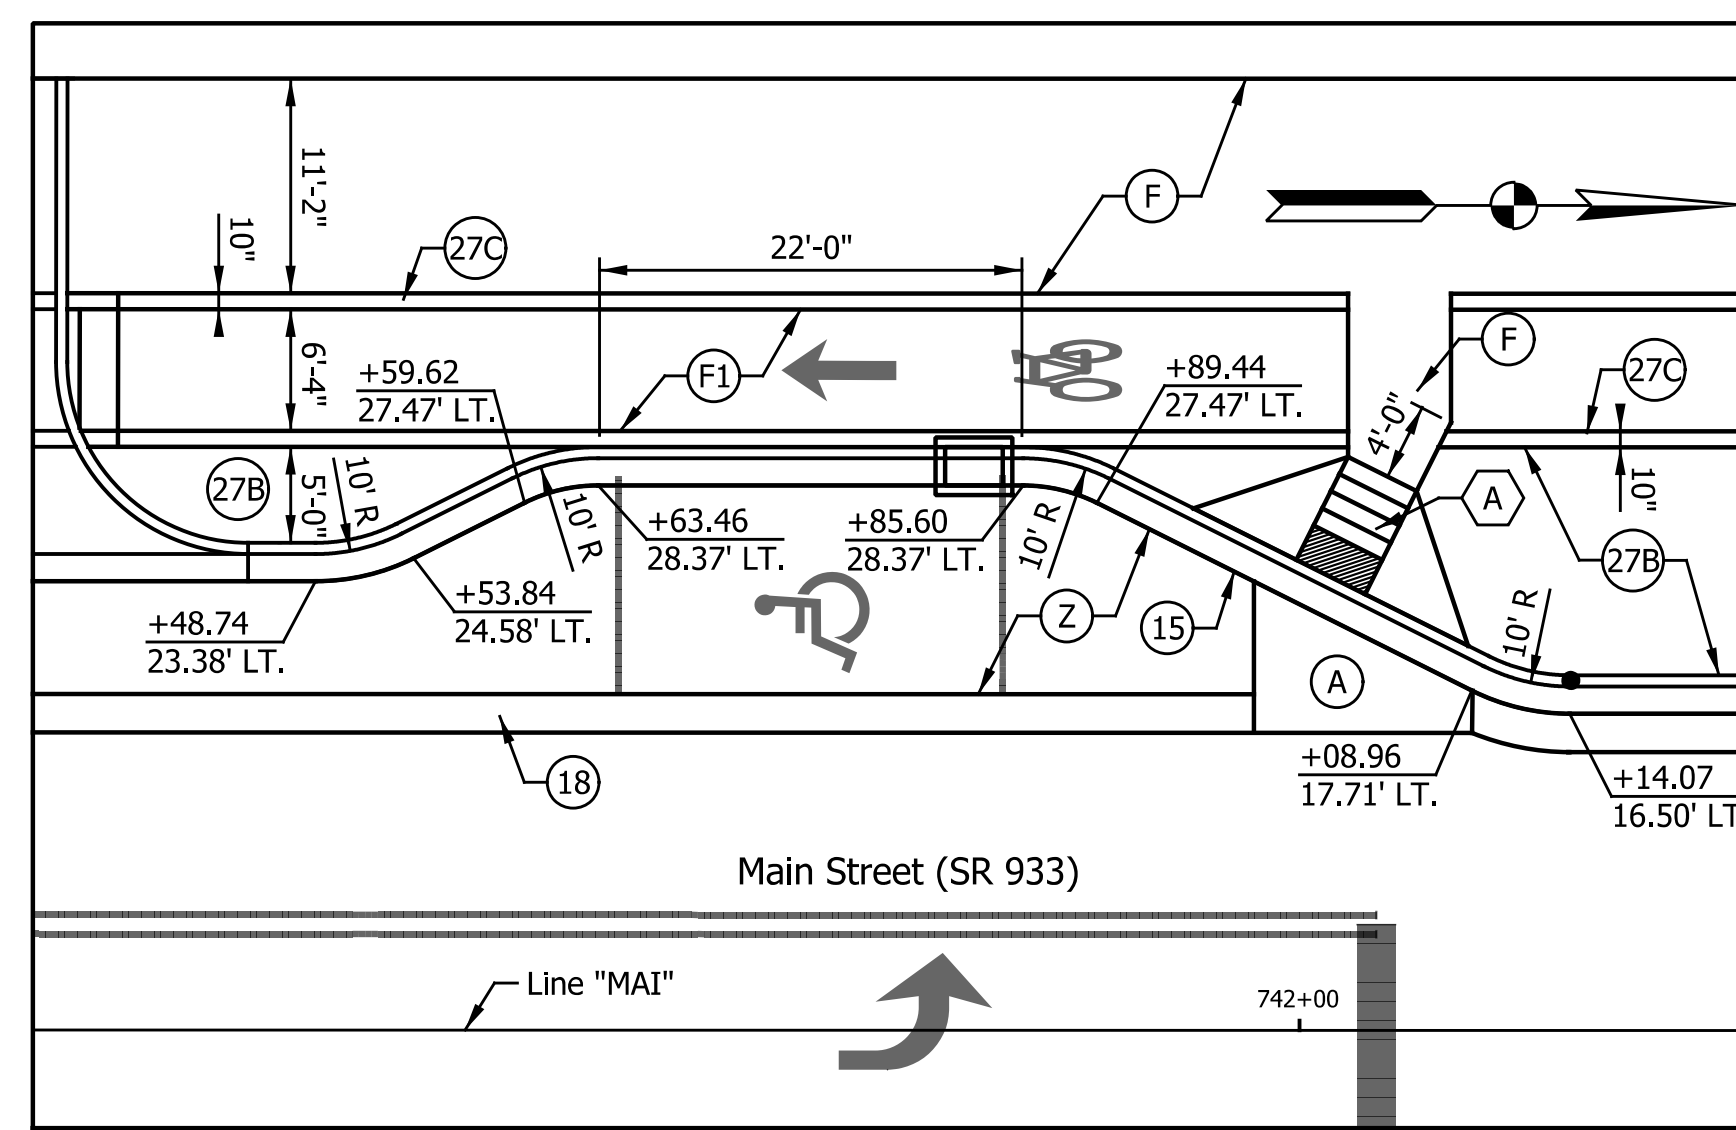 11'-2"
F
10"
27C
22'-0"
F
6'-4"
+59.62
27.47' LT.
F1
+89.44
27.47' LT.
27C
4'-0"
27B
5'-0"
10' R
10' R
+63.46
28.37' LT.
+85.60
28.37' LT.
10' R
A
10"
27B
+48.74
23.38' LT.
+53.84
24.58' LT.
Z
15
10' R
A
18
+08.96
17.71' LT.
+14.07
16.50' LT
Main Street (SR 933)
Line "MAI"
742+00